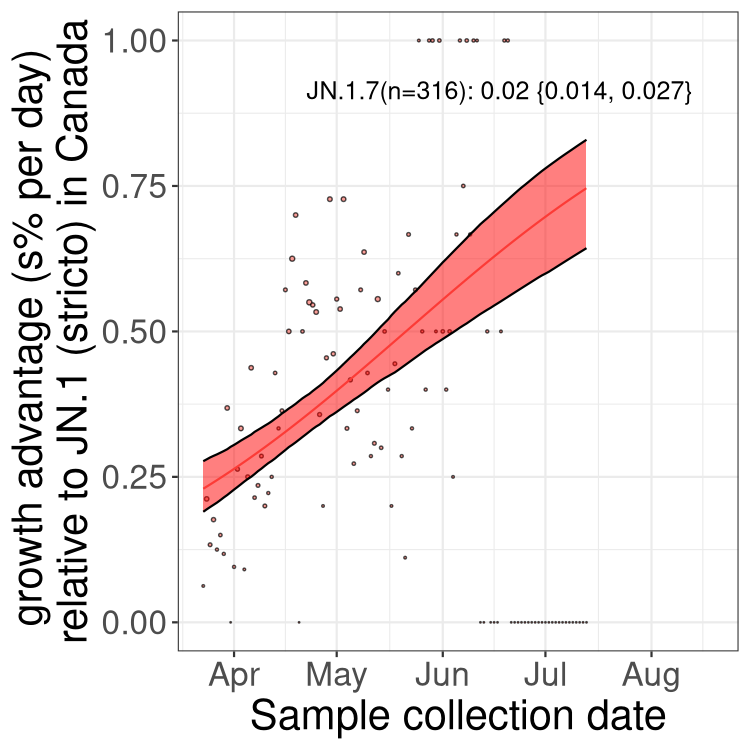 growth advantage (s% per day)
relative to JN.1 (stricto) in Canada
1.00
0.75
0.50
0.25
0.00
JN.1.7(n=316): 0.02 {0.014, 0.027}
Apr May Jun Jul Aug
Sample collection date